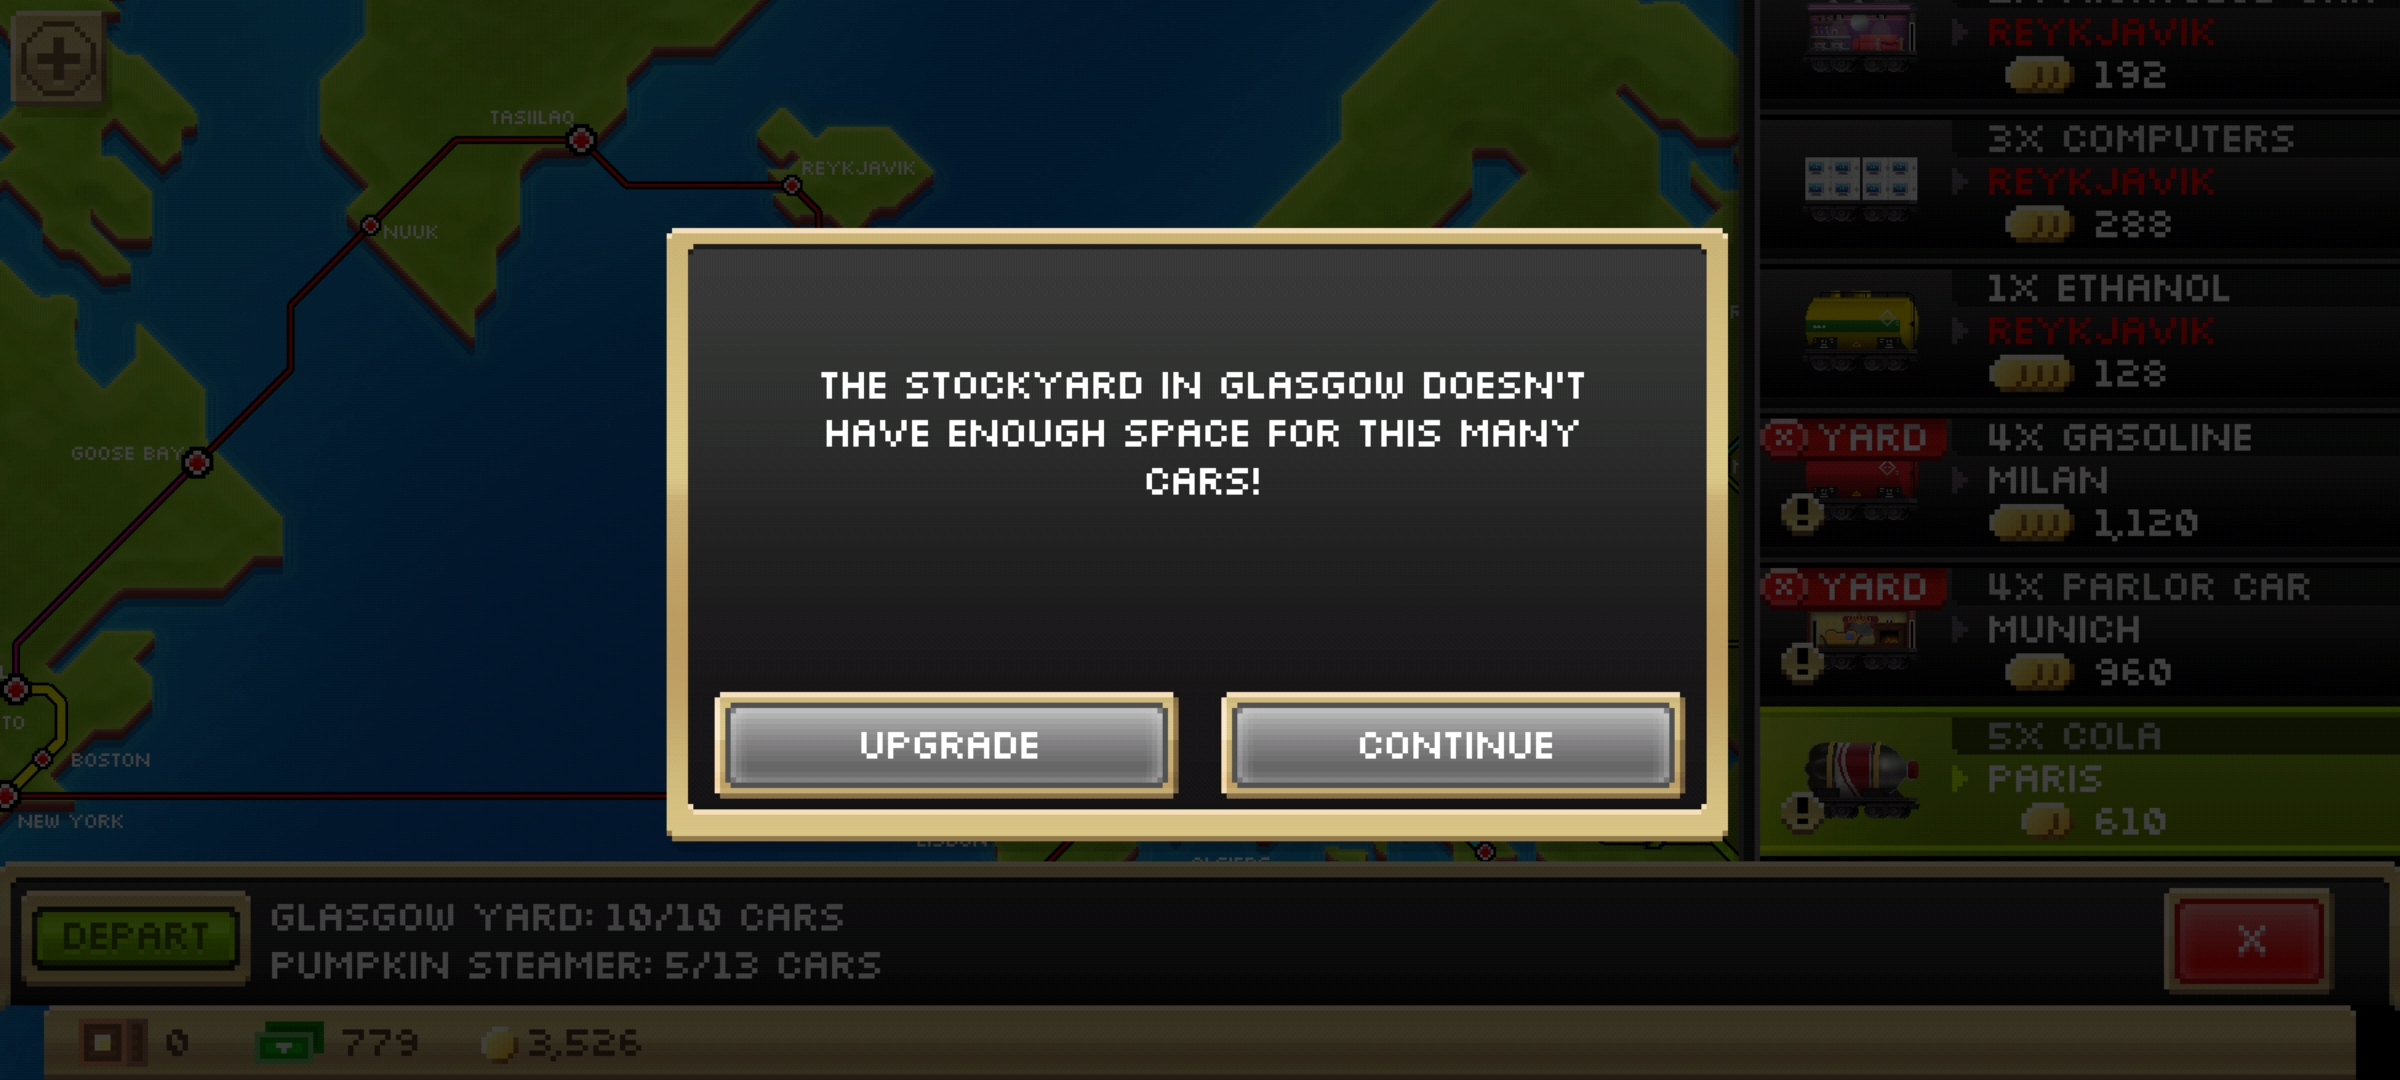 REYKJAVIK
192
TASIILAQ
REYKJAVIK
3X COMPUTERS
REYKJAVIK
288
NUUK
1X ETHANOL
REYKJAVIK
128
THE STOCKYARD IN GLASGOW DOESN'T
HAVE ENOUGH SPACE FOR THIS MANY
CARS!
GOOSE BAY
X YARD
4X GASOLINE
MILAN
1,120
X YARD
4X PARLOR CAR
MUNICH
960
UPGRADE
CONTINUE
TO
BOSTON
5X COLA
PARIS
610
NEW YORK
LISBON
ALGIERS
DEPART
GLASGOW YARD: 10/10 CARS
PUMPKIN STEAMER: 5/13 CARS
X
0
779
3,526